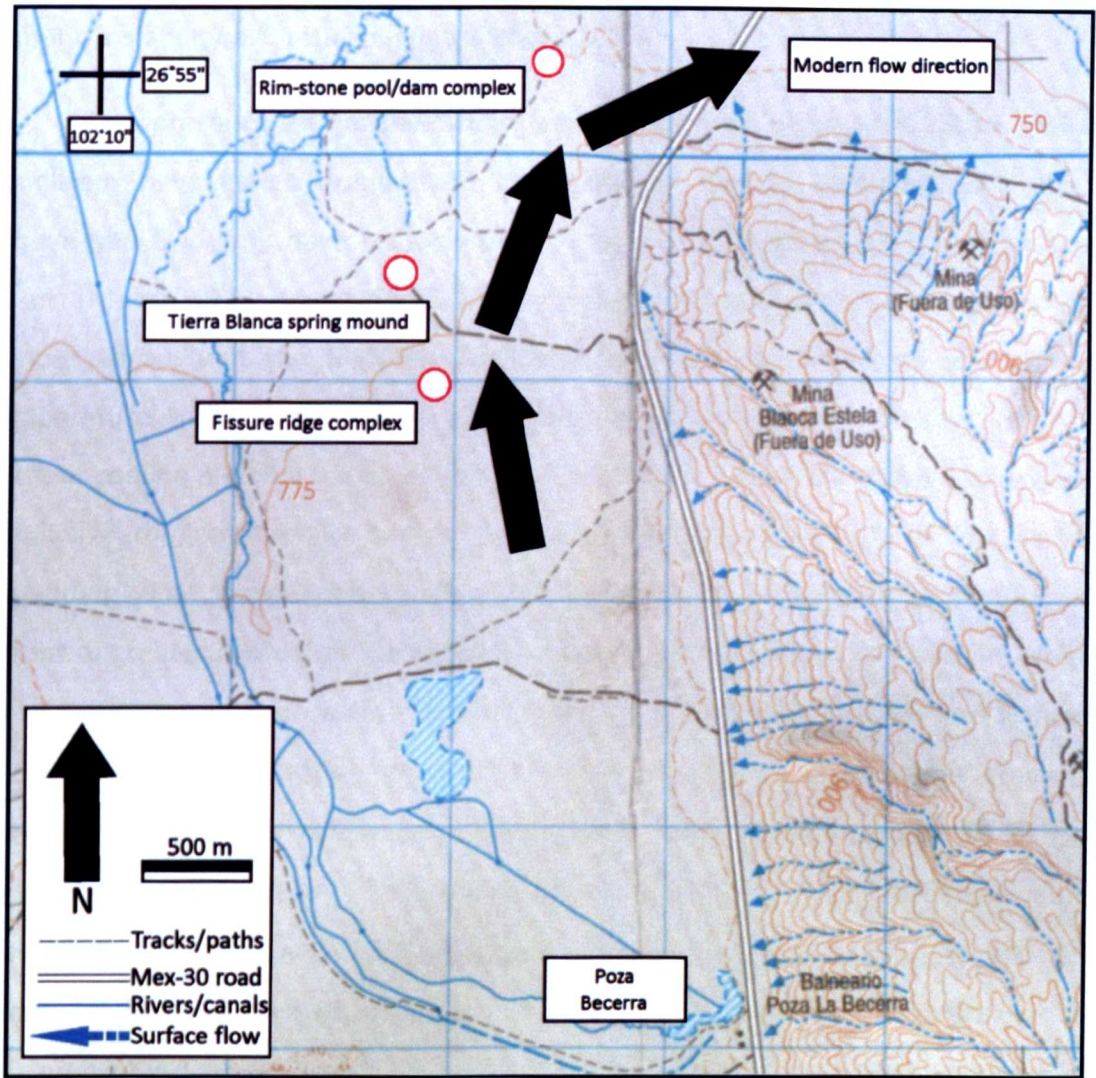 26°55"
102°10"
Rim-stone pool/dam complex
Modern flow direction
750
Mina
(Fuera de Uso)
Tierra Blanca spring mound
900
Mina
Blanca Estela
(Fuera de Uso)
Fissure ridge complex
775
900
500 m
N
Tracks/paths
Mex-30 road
Rivers/canals
Surface flow
Poza
Becerra
Balneario
Poza La Becerra